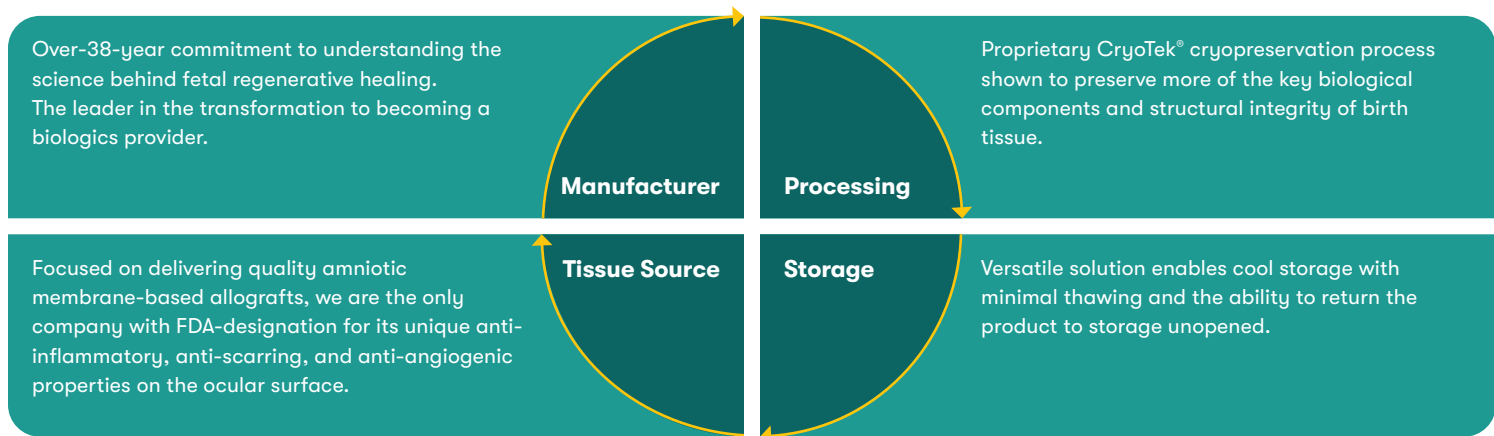 Over-38-year commitment to understanding the
science behind fetal regenerative healing.
The leader in the transformation to becoming a
biologics provider.
Manufacturer
Processing
Proprietary CryoTek® cryopreservation process
shown to preserve more of the key biological
components and structural integrity of birth
tissue.
Focused on delivering quality amniotic
membrane-based allografts, we are the only
company with FDA-designation for its unique anti-
inflammatory, anti-scarring, and anti-angiogenic
properties on the ocular surface.
Tissue Source
Storage
Versatile solution enables cool storage with
minimal thawing and the ability to return the
product to storage unopened.